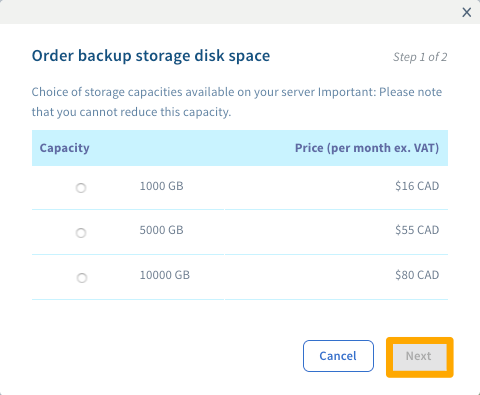 Order backup storage disk space
Step 1 of 2
Choice of storage capacities available on your server Important: Please note
that you cannot reduce this capacity.
Capacity Price (per month ex. VAT)
1000 GB $16 CAD
5000 GB $55 CAD
10000 GB $80 CAD
Cancel Next